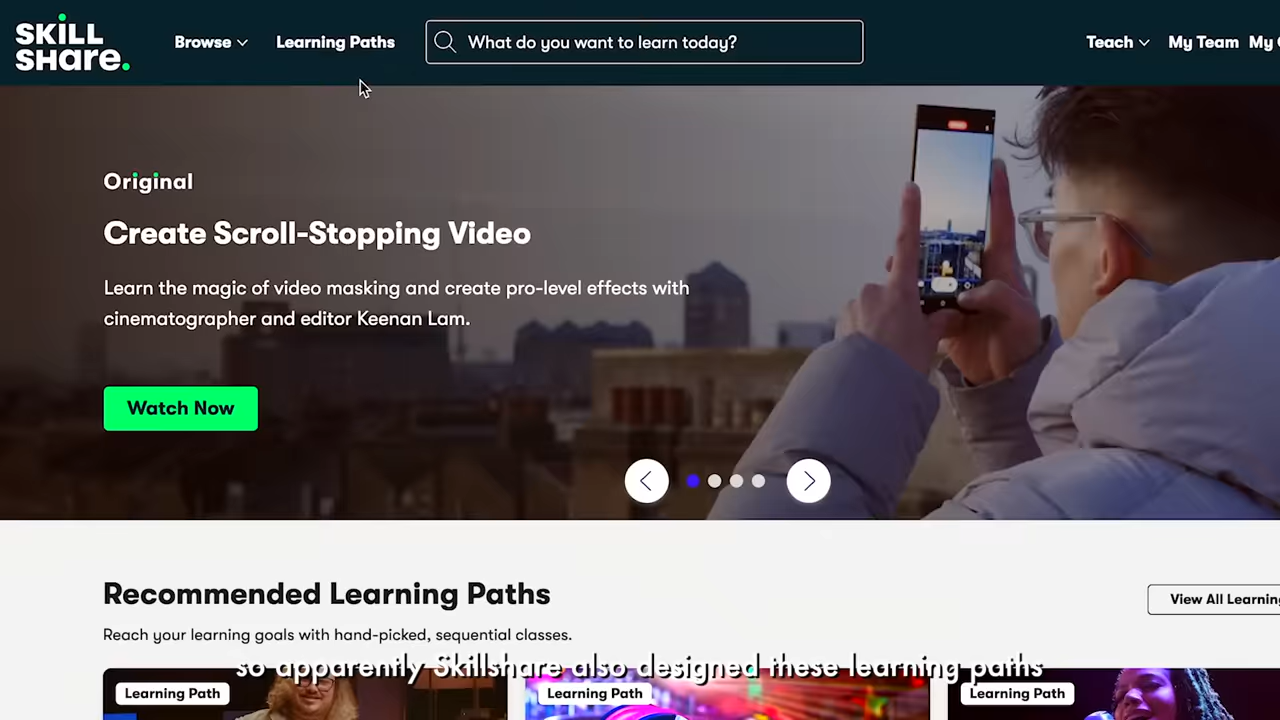 SKILL
SHare.
Browse
Learning Paths
What do you want to learn today?
Teach
My Team
My
Original
Create Scroll-Stopping Video
Learn the magic of video masking and create pro-level effects with
cinematographer and editor Keenan Lam.
Watch Now
Recommended Learning Paths
View All Learning
Reach your learning goals with hand-picked, sequential classes.
so apparently Skillshare also designed these learning paths
Learning Path
Learning Path
Learning Path